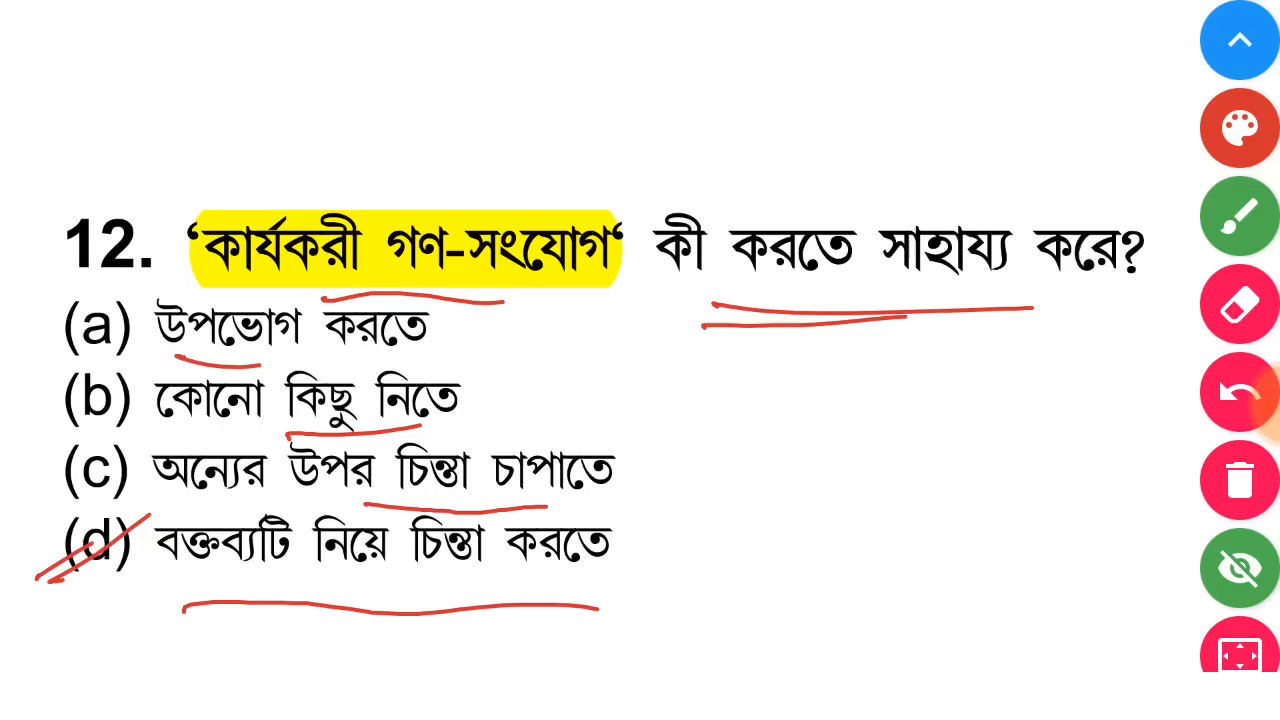 12. ‘কার্যকরী গণ-সংযোগ‘ কী করতে সাহায্য করে?
(a) উপভোগ করতে
(b) কোনো কিছু নিতে
(c) অন্যের উপর চিন্তা চাপাতে
(d) বক্তব্যটি নিয়ে চিন্তা করতে